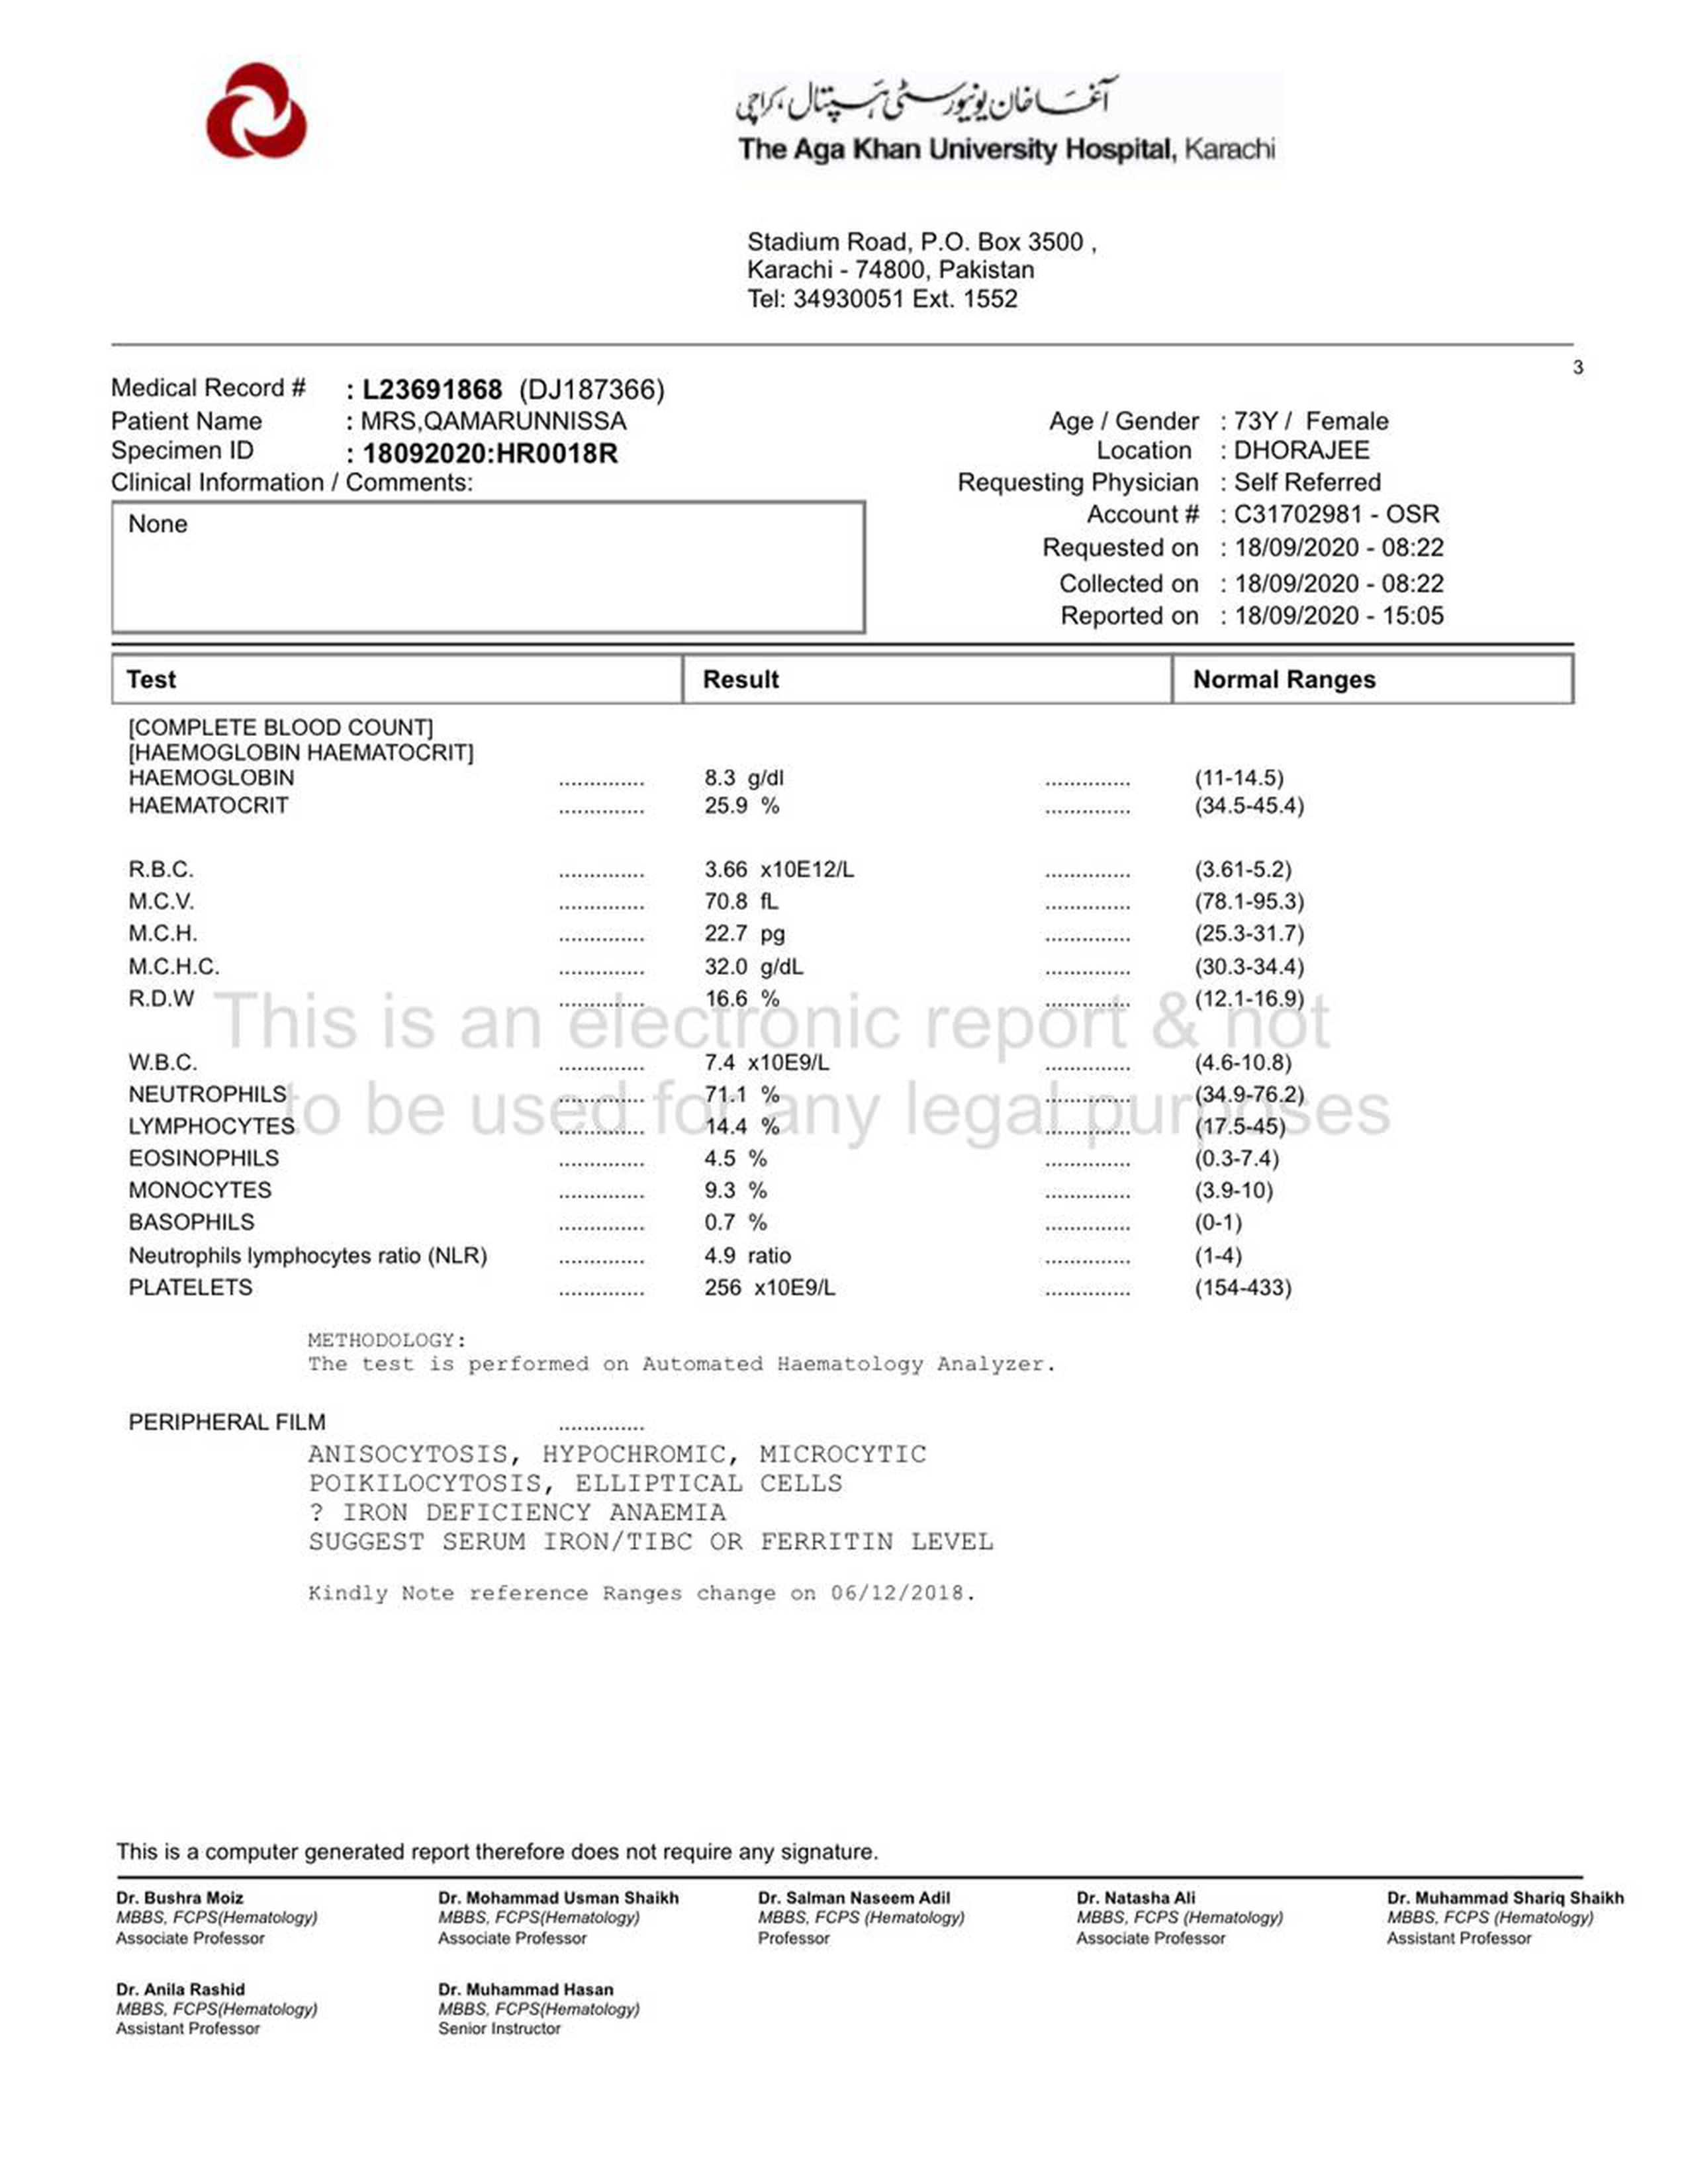 آغا خان یونیورسٹی ہسپتال، کراچی
The Aga Khan University Hospital, Karachi
Stadium Road, P.O. Box 3500 ,
Karachi - 74800, Pakistan
Tel: 34930051 Ext. 1552
3
Medical Record # : L23691868 (DJ187366)
Patient Name : MRS,QAMARUNNISSA Age / Gender : 73Y / Female
Specimen ID : 18092020:HR0018R Location : DHORAJEE
Clinical Information / Comments: Requesting Physician : Self Referred
None Account # : C31702981 - OSR
Requested on : 18/09/2020 - 08:22
Collected on : 18/09/2020 - 08:22
Reported on : 18/09/2020 - 15:05
Test Result Normal Ranges
[COMPLETE BLOOD COUNT]
[HAEMOGLOBIN HAEMATOCRIT]
HAEMOGLOBIN ............. 8.3 g/dl ............. (11-14.5)
HAEMATOCRIT ............. 25.9 % ............. (34.5-45.4)
R.B.C. ............. 3.66 x10E12/L ............. (3.61-5.2)
M.C.V. ............. 70.8 fL ............. (78.1-95.3)
M.C.H. ............. 22.7 pg ............. (25.3-31.7)
M.C.H.C. ............. 32.0 g/dL ............. (30.3-34.4)
R.D.W ............. 16.6 % ............. (12.1-16.9)
This is an electronic report & not
W.B.C. ............. 7.4 x10E9/L ............. (4.6-10.8)
NEUTROPHILS ............. 71.1 % ............. (34.9-76.2)
to be used for any legal purposes
LYMPHOCYTES ............. 14.4 % ............. (17.5-45)
EOSINOPHILS ............. 4.5 % ............. (0.3-7.4)
MONOCYTES ............. 9.3 % ............. (3.9-10)
BASOPHILS ............. 0.7 % ............. (0-1)
Neutrophils lymphocytes ratio (NLR) ............. 4.9 ratio ............. (1-4)
PLATELETS ............. 256 x10E9/L ............. (154-433)
METHODOLOGY:
The test is performed on Automated Haematology Analyzer.
PERIPHERAL FILM .............
ANISOCYTOSIS, HYPOCHROMIC, MICROCYTIC
POIKILOCYTOSIS, ELLIPTICAL CELLS
? IRON DEFICIENCY ANAEMIA
SUGGEST SERUM IRON/TIBC OR FERRITIN LEVEL
Kindly Note reference Ranges change on 06/12/2018.
This is a computer generated report therefore does not require any signature.
Dr. Bushra Moiz Dr. Mohammad Usman Shaikh Dr. Salman Naseem Adil Dr. Natasha Ali Dr. Muhammad Shariq Shaikh
MBBS, FCPS(Hematology) MBBS, FCPS(Hematology) MBBS, FCPS (Hematology) MBBS, FCPS (Hematology) MBBS, FCPS (Hematology)
Associate Professor Associate Professor Professor Associate Professor Assistant Professor
Dr. Anila Rashid Dr. Muhammad Hasan
MBBS, FCPS(Hematology) MBBS, FCPS(Hematology)
Assistant Professor Senior Instructor